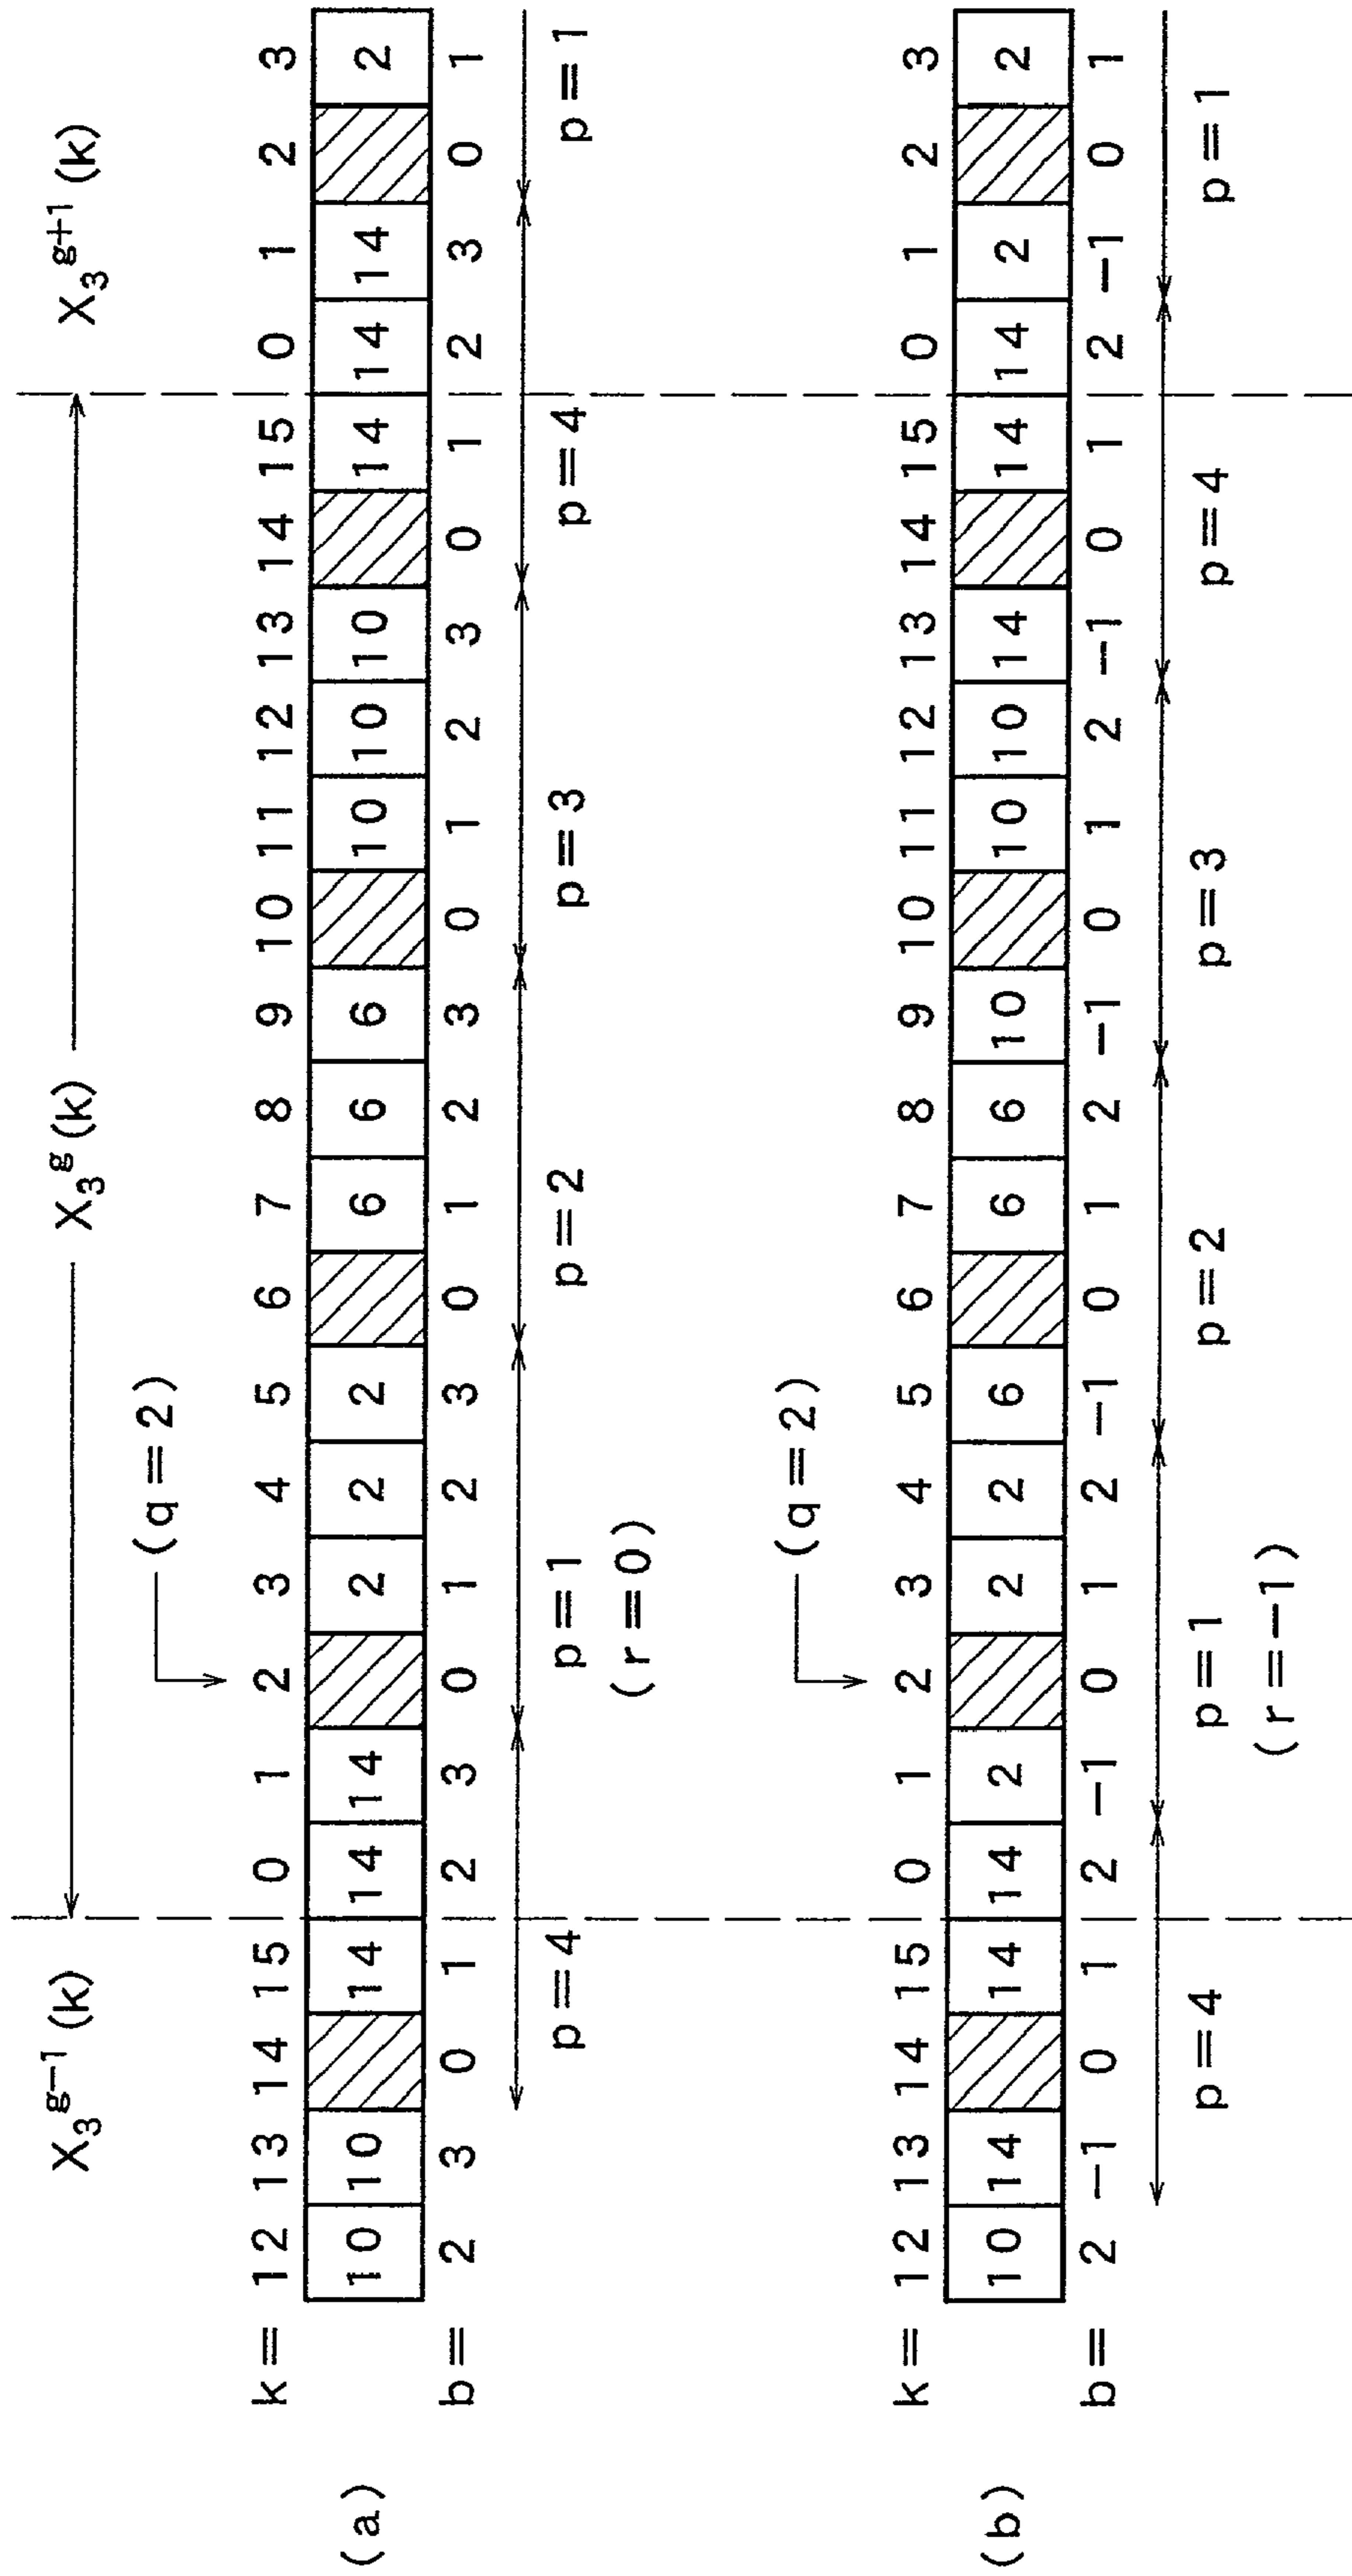 X₃ᵍ⁻¹ (k) X₃ᵍ (k) X₃ᵍ⁺¹ (k)
(q=2)
k= 12 13 14 15 0 1 2 3 4 5 6 7 8 9 10 11 12 13 14 15 0 1 2 3
(a) 10 10 14 14 14 2 2 2 6 6 6 10 10 10 14 14 14 2
b= 2 3 0 1 2 3 0 1 2 3 0 1 2 3 0 1 2 3 0 1 2 3 0 1
p=4 p=1 p=2 p=3 p=4 p=1
(r=0)
(q=2)
k= 12 13 14 15 0 1 2 3 4 5 6 7 8 9 10 11 12 13 14 15 0 1 2 3
(b) 10 14 14 14 2 2 2 6 6 6 10 10 10 14 14 14 2 2
b= 2 −1 0 1 2 −1 0 1 2 −1 0 1 2 −1 0 1 2 −1 0 1 2 −1 0 1
p=4 p=1 p=2 p=3 p=4 p=1
(r=−1)